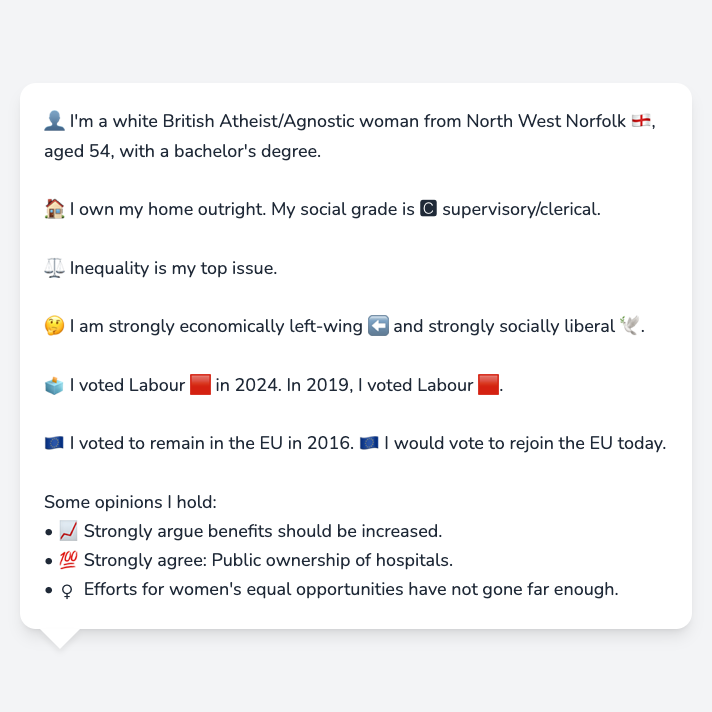 👤 I'm a white British Atheist/Agnostic woman from North West Norfolk 🏴󠁧󠁢󠁥󠁮󠁧󠁿,
aged 54, with a bachelor's degree.
🏠 I own my home outright. My social grade is 🅲 supervisory/clerical.
⚖️ Inequality is my top issue.
🤔 I am strongly economically left-wing ⬅️ and strongly socially liberal 🕊️.
🗳️ I voted Labour 🟥 in 2024. In 2019, I voted Labour 🟥.
🇪🇺 I voted to remain in the EU in 2016. 🇪🇺 I would vote to rejoin the EU today.
Some opinions I hold:
• 📈 Strongly argue benefits should be increased.
• 💯 Strongly agree: Public ownership of hospitals.
• ♀ Efforts for women's equal opportunities have not gone far enough.